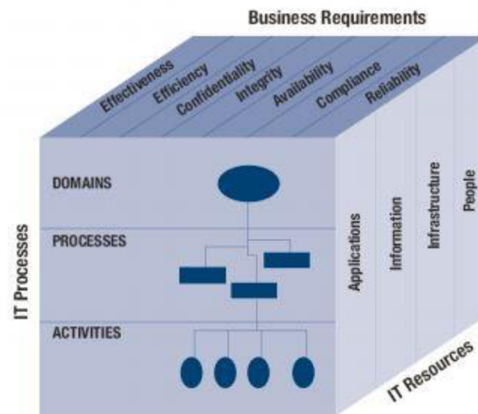 Business Requirements
Effectiveness
Efficiency
Confidentiality
Integrity
Availability
Compliance
Reliability
IT Processes
DOMAINS
PROCESSES
ACTIVITIES
Applications
Information
Infrastructure
People
IT Resources